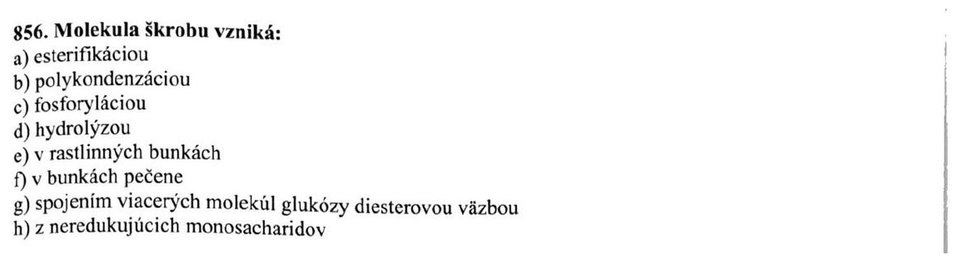 856. Molekula škrobu vzniká:
a) esterifikáciou
b) polykondenzáciou
c) fosforyláciou
d) hydrolýzou
e) v rastlinných bunkách
f) v bunkách pečene
g) spojením viacerých molekúl glukózy diesterovou väzbou
h) z neredukujúcich monosacharidov